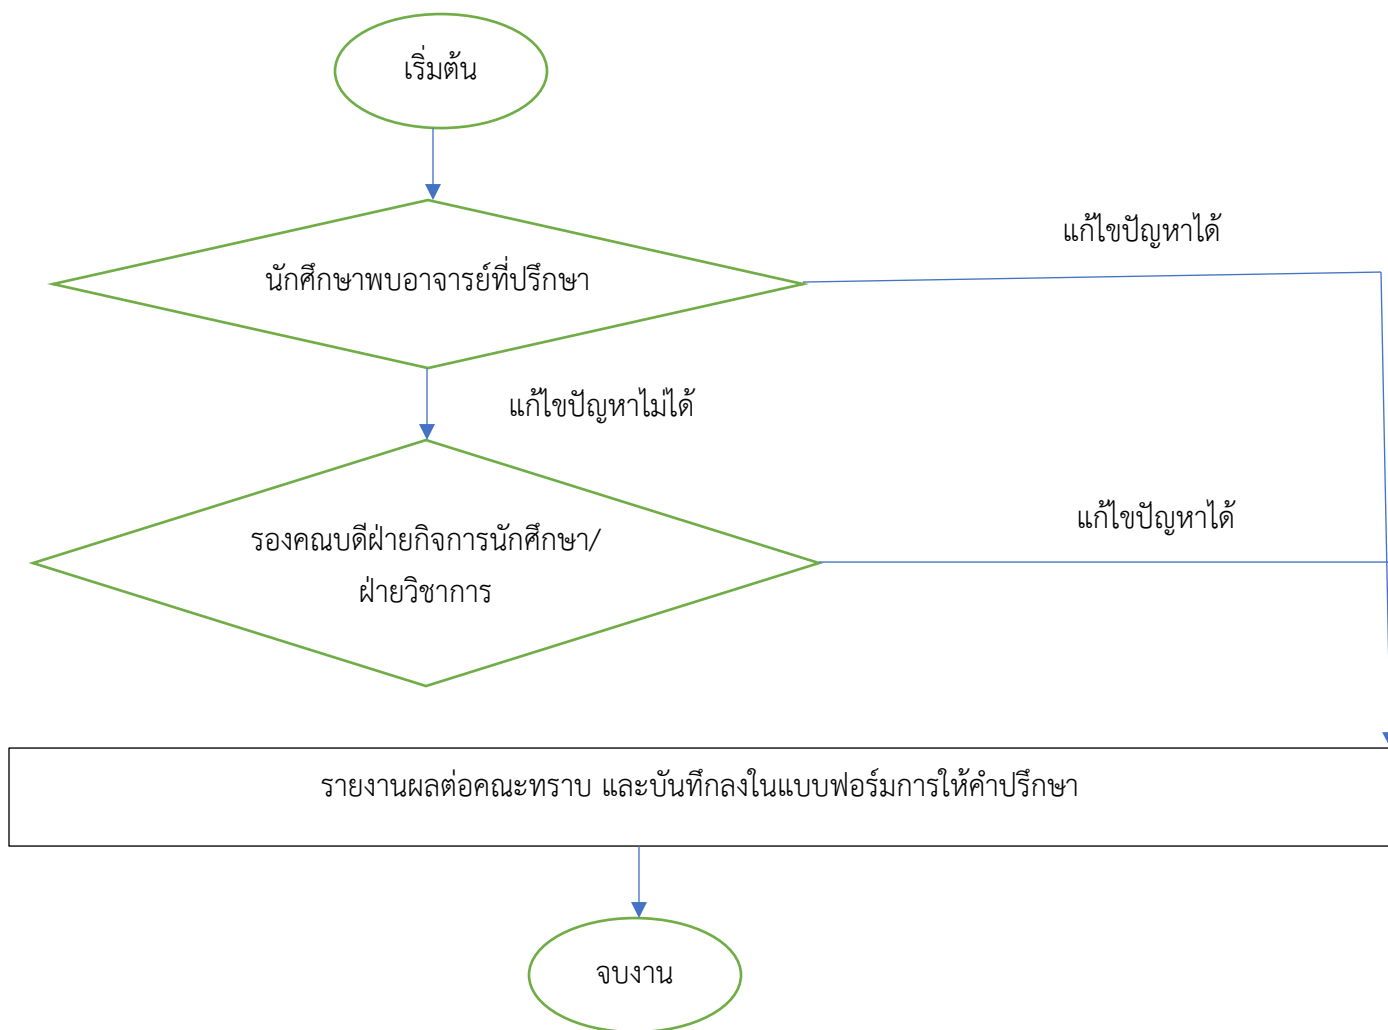 เริ่มต้น
นักศึกษาพบอาจารย์ที่ปรึกษา
แก้ไขปัญหาได้
แก้ไขปัญหาไม่ได้
รองคณบดีฝ่ายกิจการนักศึกษา/
ฝ่ายวิชาการ
แก้ไขปัญหาได้
รายงานผลต่อคณะทราบ และบันทึกลงในแบบฟอร์มการให้คำปรึกษา
จบงาน